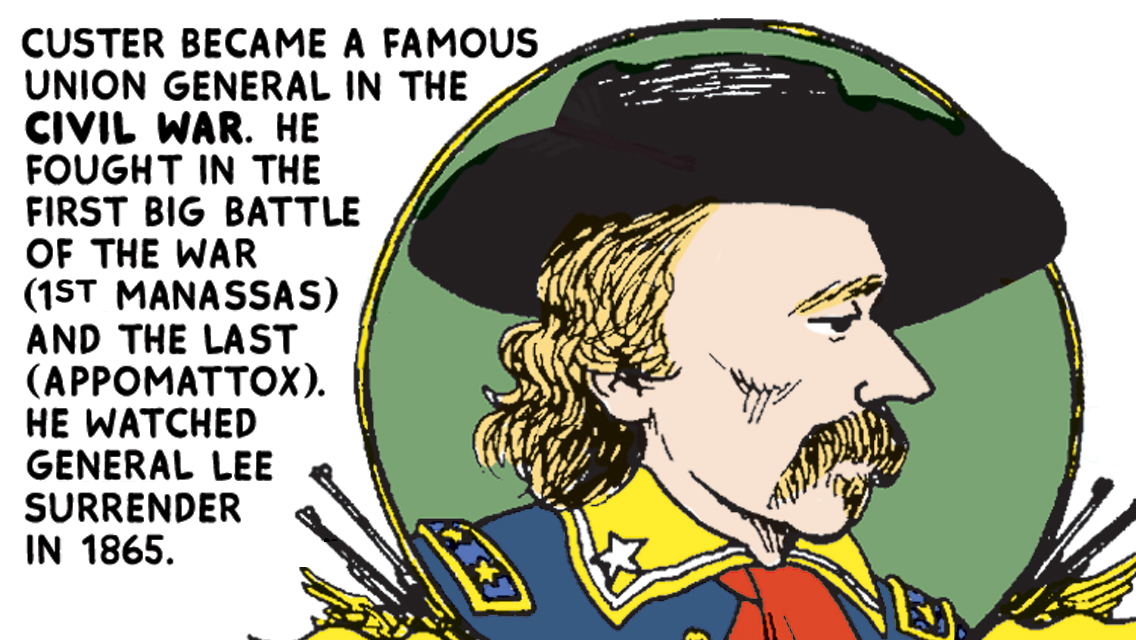 CUSTER BECAME A FAMOUS
UNION GENERAL IN THE
CIVIL WAR. HE
FOUGHT IN THE
FIRST BIG BATTLE
OF THE WAR
(1ST MANASSAS)
AND THE LAST
(APPOMATTOX).
HE WATCHED
GENERAL LEE
SURRENDER
IN 1865.